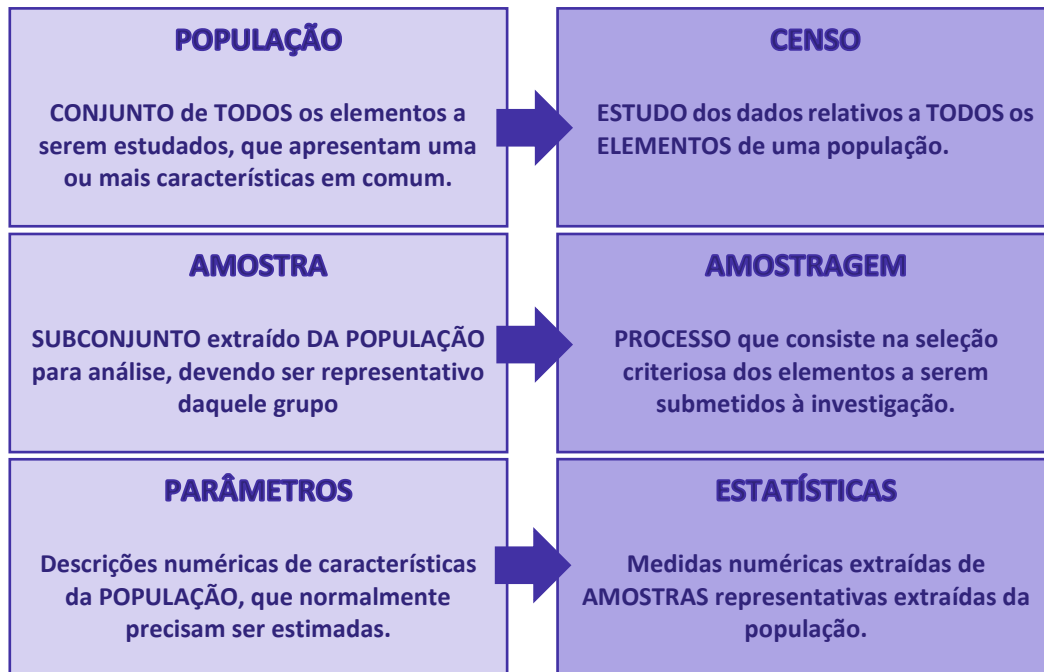 POPULAÇÃO
CONJUNTO de TODOS os elementos a
serem estudados, que apresentam uma
ou mais características em comum.
CENSO
ESTUDO dos dados relativos a TODOS os
ELEMENTOS de uma população.
AMOSTRA
SUBCONJUNTO extraído DA POPULAÇÃO
para análise, devendo ser representativo
daquele grupo
AMOSTRAGEM
PROCESSO que consiste na seleção
criteriosa dos elementos a serem
submetidos à investigação.
PARÂMETROS
Descrições numéricas de características
da POPULAÇÃO, que normalmente
precisam ser estimadas.
ESTATÍSTICAS
Medidas numéricas extraídas de
AMOSTRAS representativas extraídas da
população.